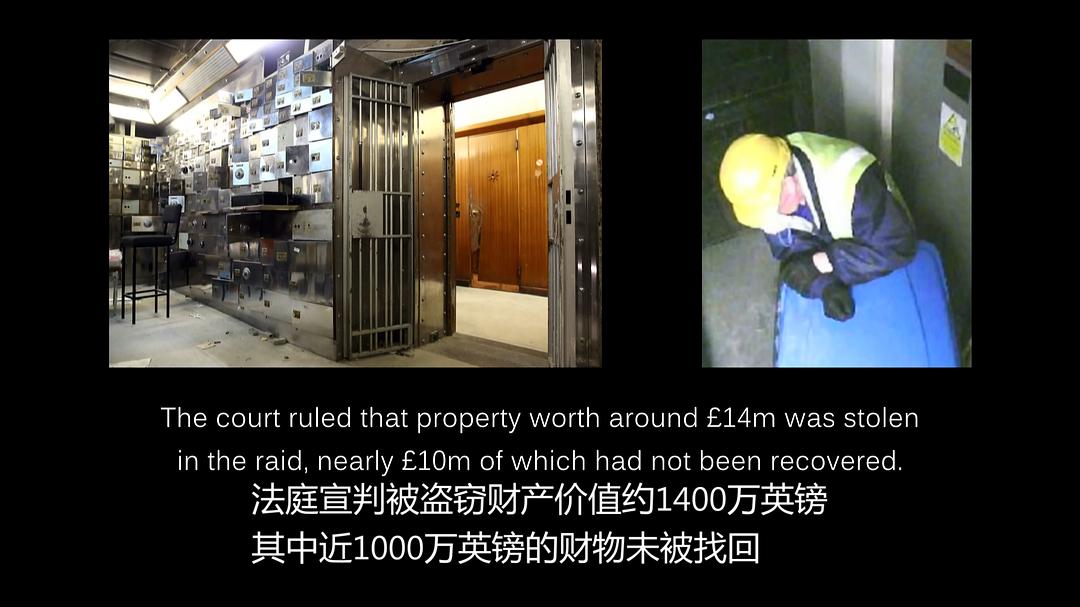 The court ruled that property worth around £14m was stolen
in the raid, nearly £10m of which had not been recovered.
法庭宣判被盗窃财产价值约1400万英镑
其中近1000万英镑的财物未被找回